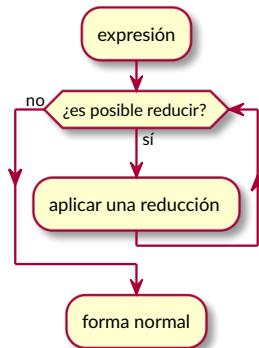 expresión
no
¿es posible reducir?
sí
aplicar una reducción
forma normal